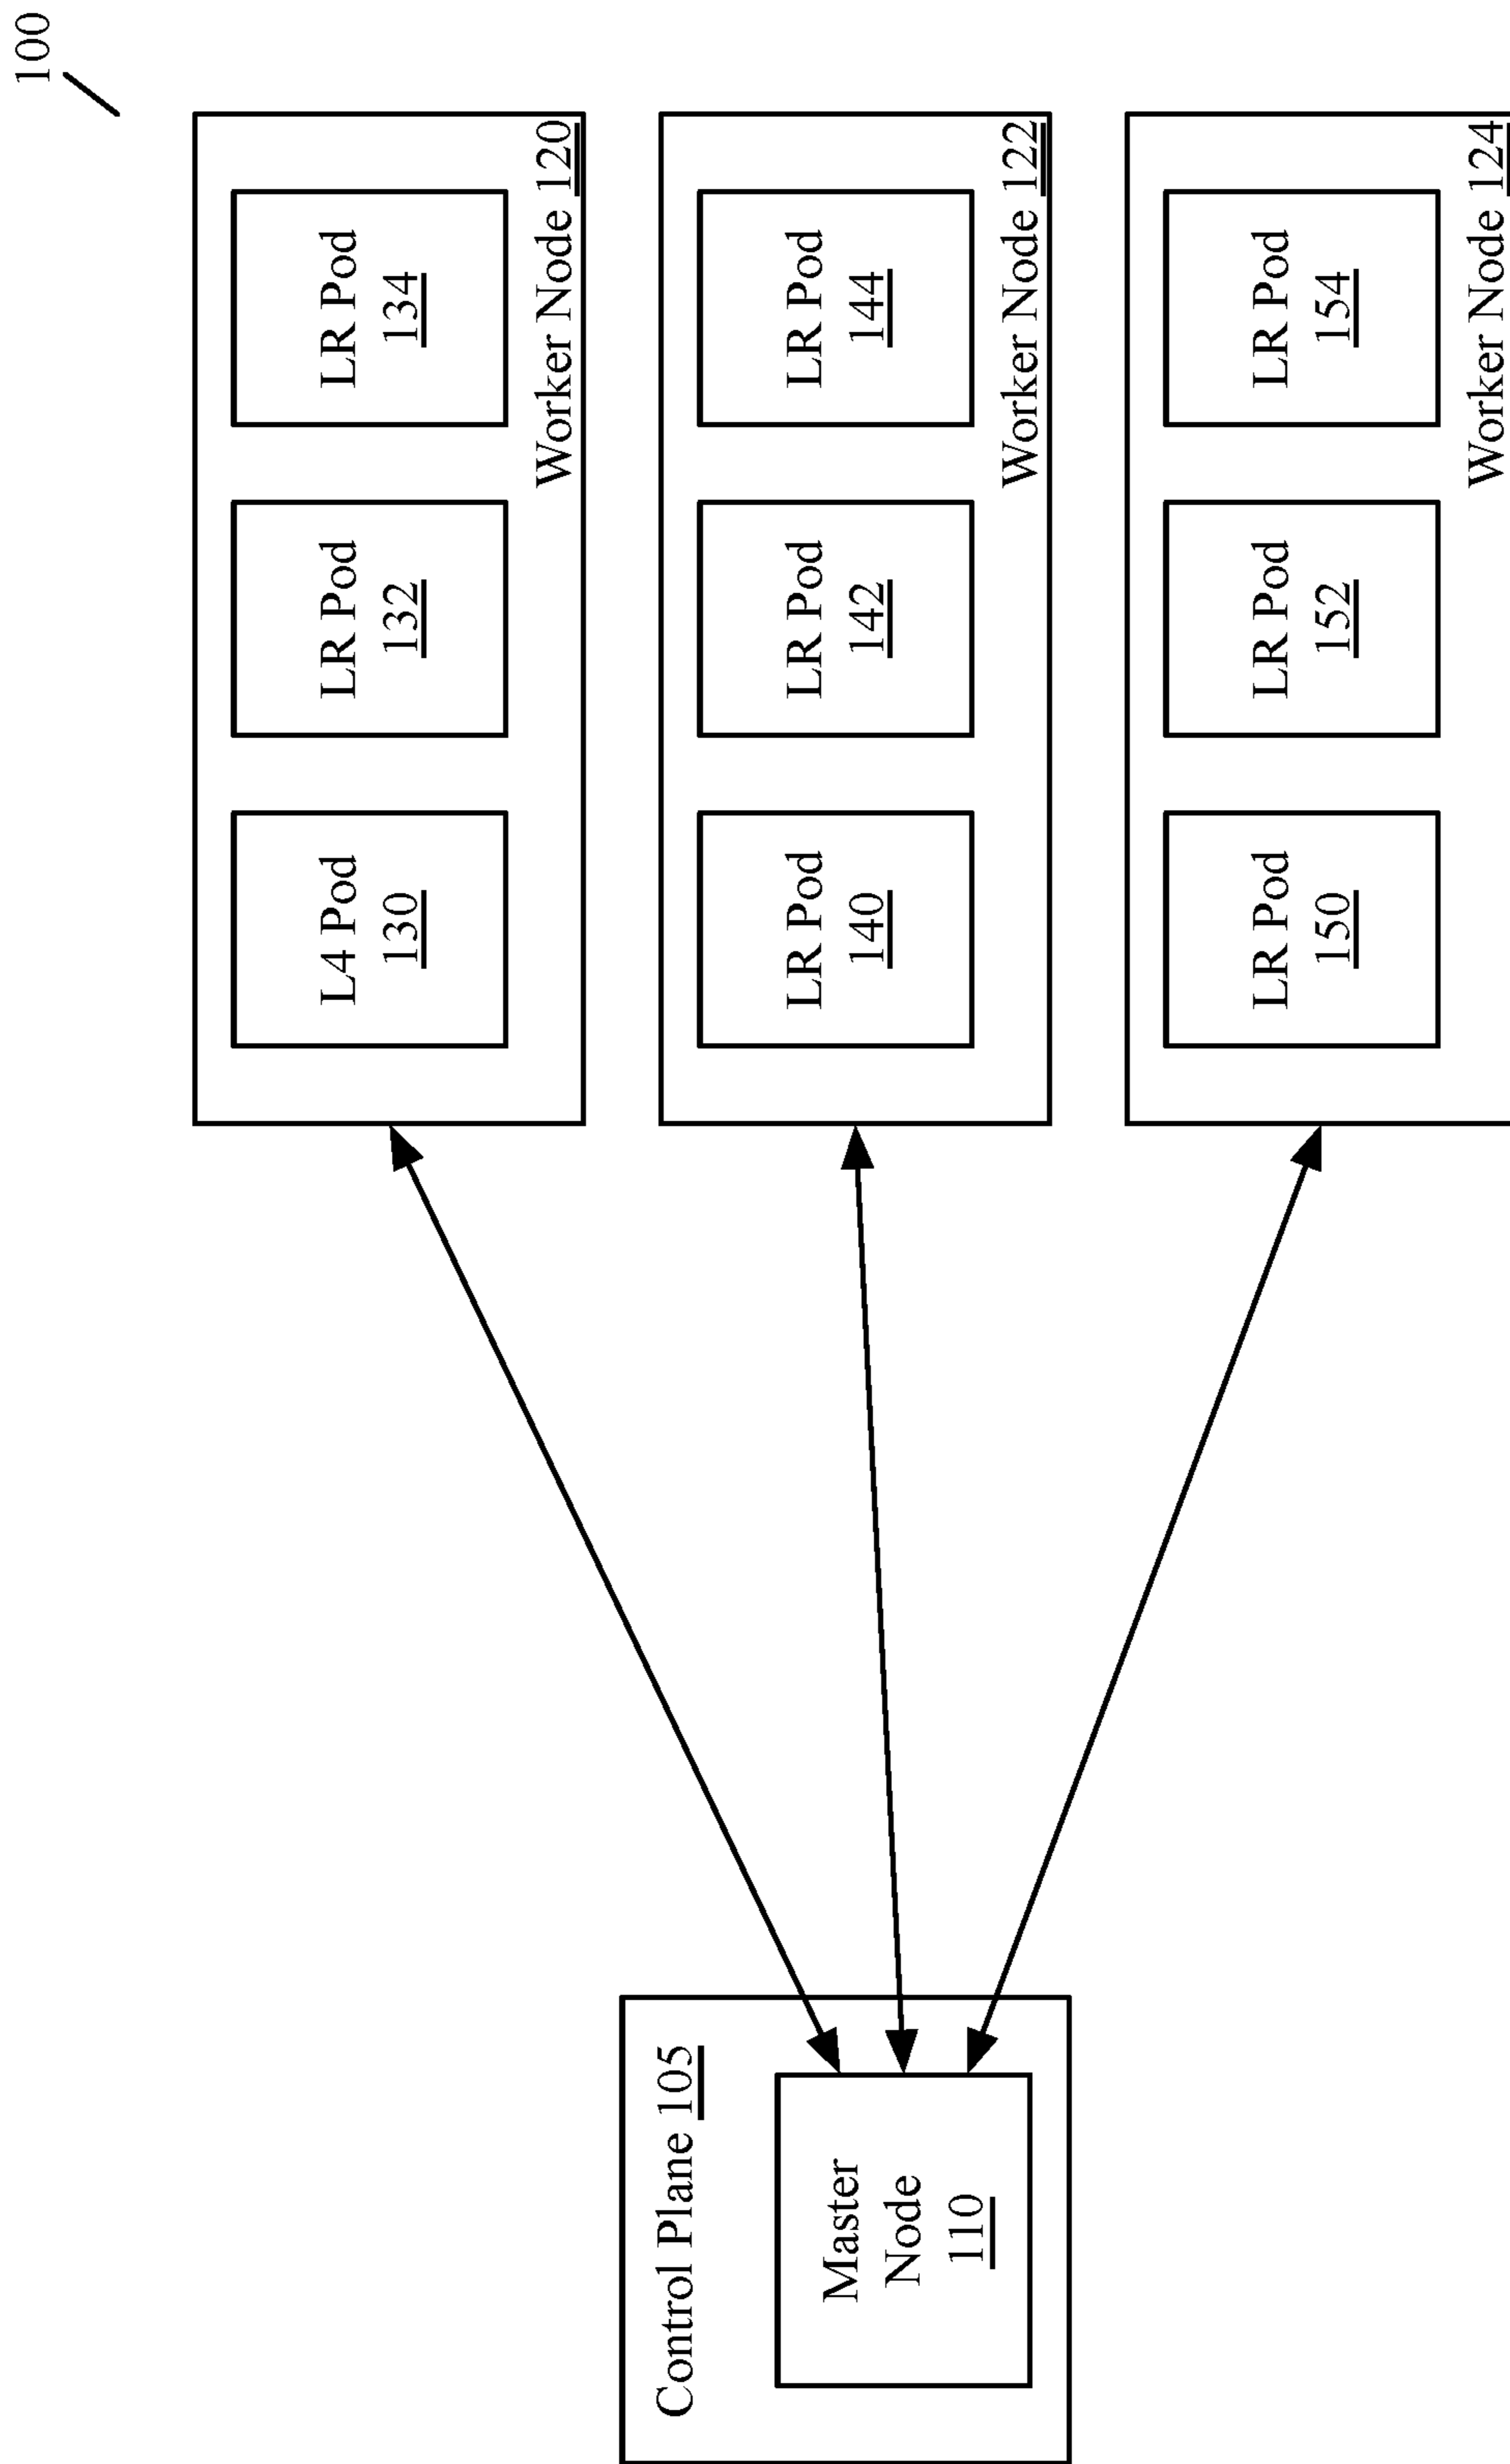 100
Control Plane 105
Master
Node
110
L4 Pod
130
LR Pod
132
LR Pod
134
Worker Node 120
LR Pod
140
LR Pod
142
LR Pod
144
Worker Node 122
LR Pod
150
LR Pod
152
LR Pod
154
Worker Node 124